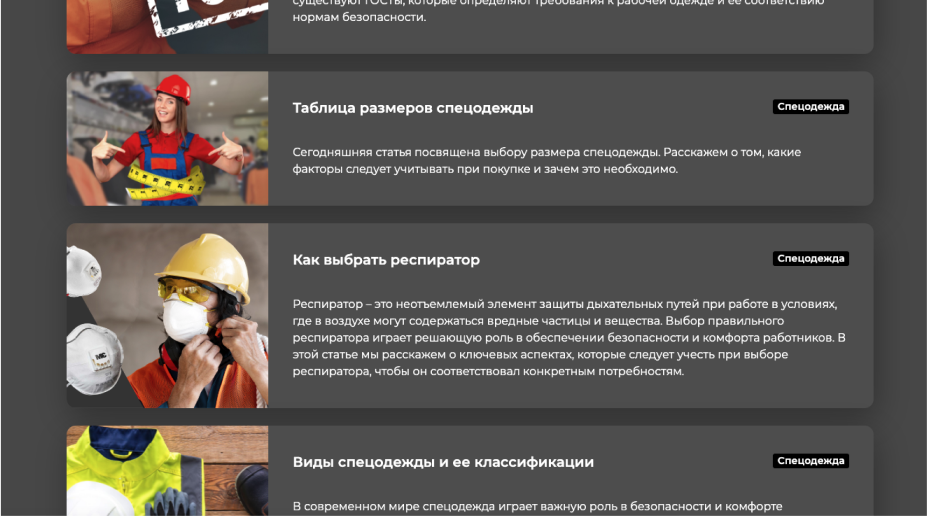 существуют ГОСТы, которые определяют требования к рабочей одежде и ее соответствию
нормам безопасности.
Таблица размеров спецодежды
Спецодежда
Сегодняшняя статья посвящена выбору размера спецодежды. Расскажем о том, какие
факторы следует учитывать при покупке и зачем это необходимо.
Как выбрать респиратор
Спецодежда
Респиратор – это неотъемлемый элемент защиты дыхательных путей при работе в условиях,
где в воздухе могут содержаться вредные частицы и вещества. Выбор правильного
респиратора играет решающую роль в обеспечении безопасности и комфорта работников. В
этой статье мы расскажем о ключевых аспектах, которые следует учесть при выборе
респиратора, чтобы он соответствовал конкретным потребностям.
Виды спецодежды и ее классификации
Спецодежда
В современном мире спецодежда играет важную роль в безопасности и комфорте